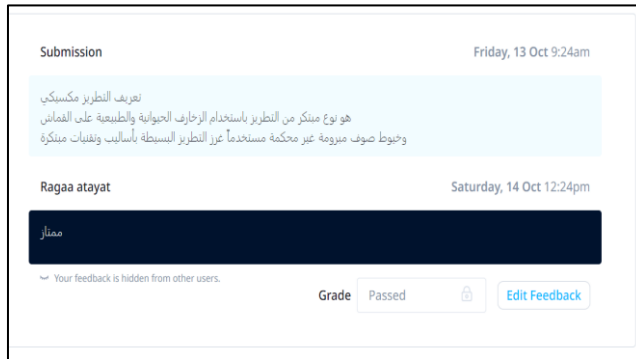 Submission
Friday, 13 Oct 9:24am
تعريف التطريز مكسيكي
هو نوع مبتكر من التطريز باستخدام الزخارف الحيوانية والطبيعية على القماش
وخيوط صوف مبرومة غير محكمة مستخدماً غرز التطريز البسيطة بأساليب وتقنيات مبتكرة
Ragaa atayat
Saturday, 14 Oct 12:24pm
ممتاز
Your feedback is hidden from other users.
Grade
Passed
Edit Feedback